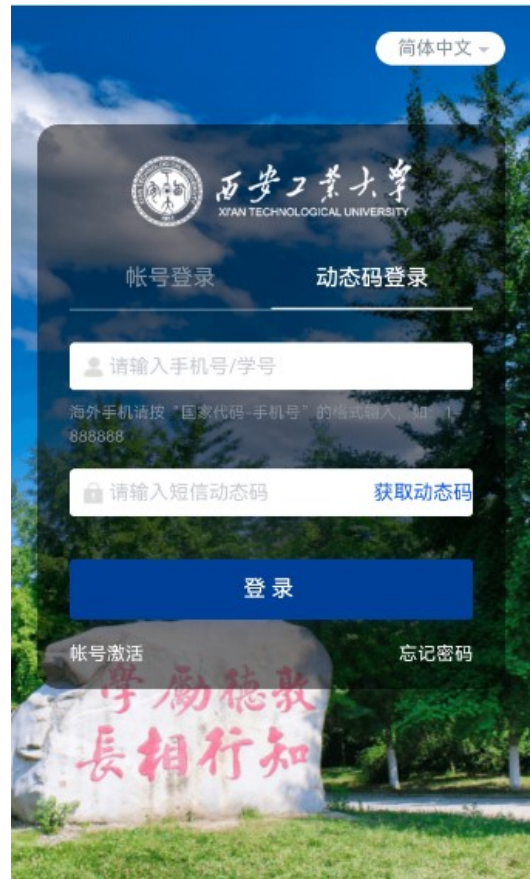 简体中文
西安工业大学
XI'AN TECHNOLOGICAL UNIVERSITY
帐号登录 动态码登录
请输入手机号/学号
海外手机请按“国家代码-手机号”的格式输入，如：1-
888888
请输入短信动态码 获取动态码
登录
帐号激活 忘记密码
学励德敦
長相行知